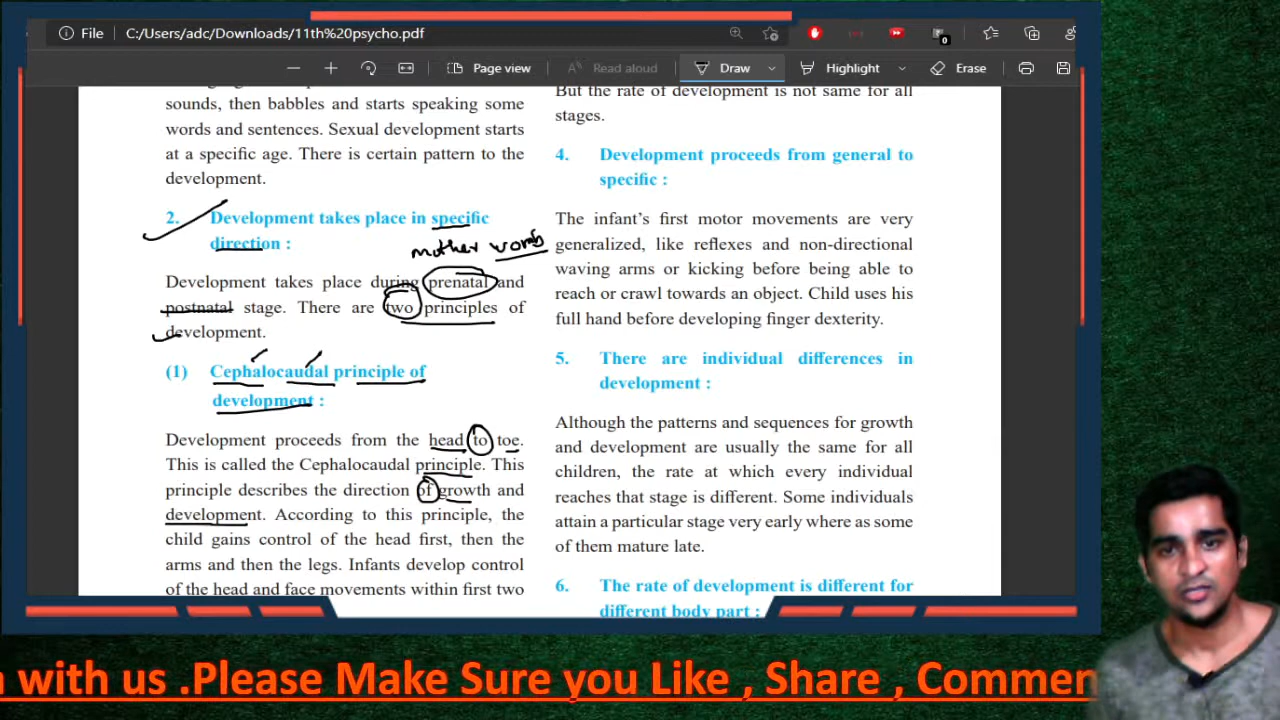 File C:/Users/adc/Downloads/11th%20psycho.pdf
Page view
Read aloud
Draw
Highlight
Erase
sounds, then babbles and starts speaking some
words and sentences. Sexual development starts
at a specific age. There is certain pattern to the
development.
2. Development takes place in specific
direction :
mother womb
Development takes place during prenatal and
postnatal stage. There are two principles of
development.
(1) Cephalocaudal principle of
development :
Development proceeds from the head to toe.
This is called the Cephalocaudal principle. This
principle describes the direction of growth and
development. According to this principle, the
child gains control of the head first, then the
arms and then the legs. Infants develop control
of the head and face movements within first two
But the rate of development is not same for all
stages.
4. Development proceeds from general to
specific :
The infant's first motor movements are very
generalized, like reflexes and non-directional
waving arms or kicking before being able to
reach or crawl towards an object. Child uses his
full hand before developing finger dexterity.
5. There are individual differences in
development :
Although the patterns and sequences for growth
and development are usually the same for all
children, the rate at which every individual
reaches that stage is different. Some individuals
attain a particular stage very early where as some
of them mature late.
6. The rate of development is different for
different body part :
with us .Please Make Sure you Like , Share , Commen